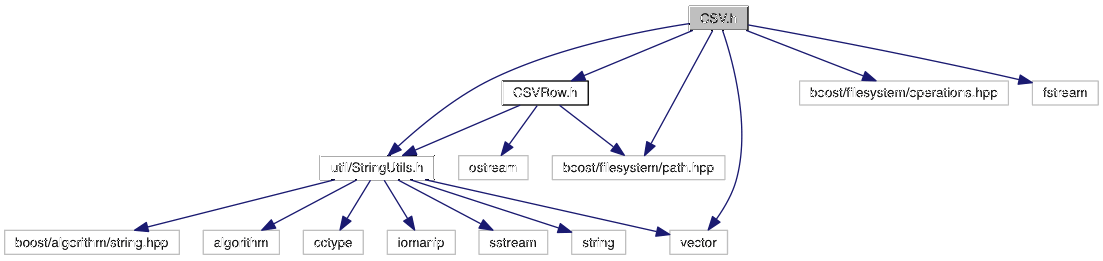 CSV.h
CSVRow.h
boost/filesystem/operations.hpp
fstream
util/StringUtils.h
ostream
boost/filesystem/path.hpp
boost/algorithm/string.hpp
algorithm
cctype
iomanip
sstream
string
vector